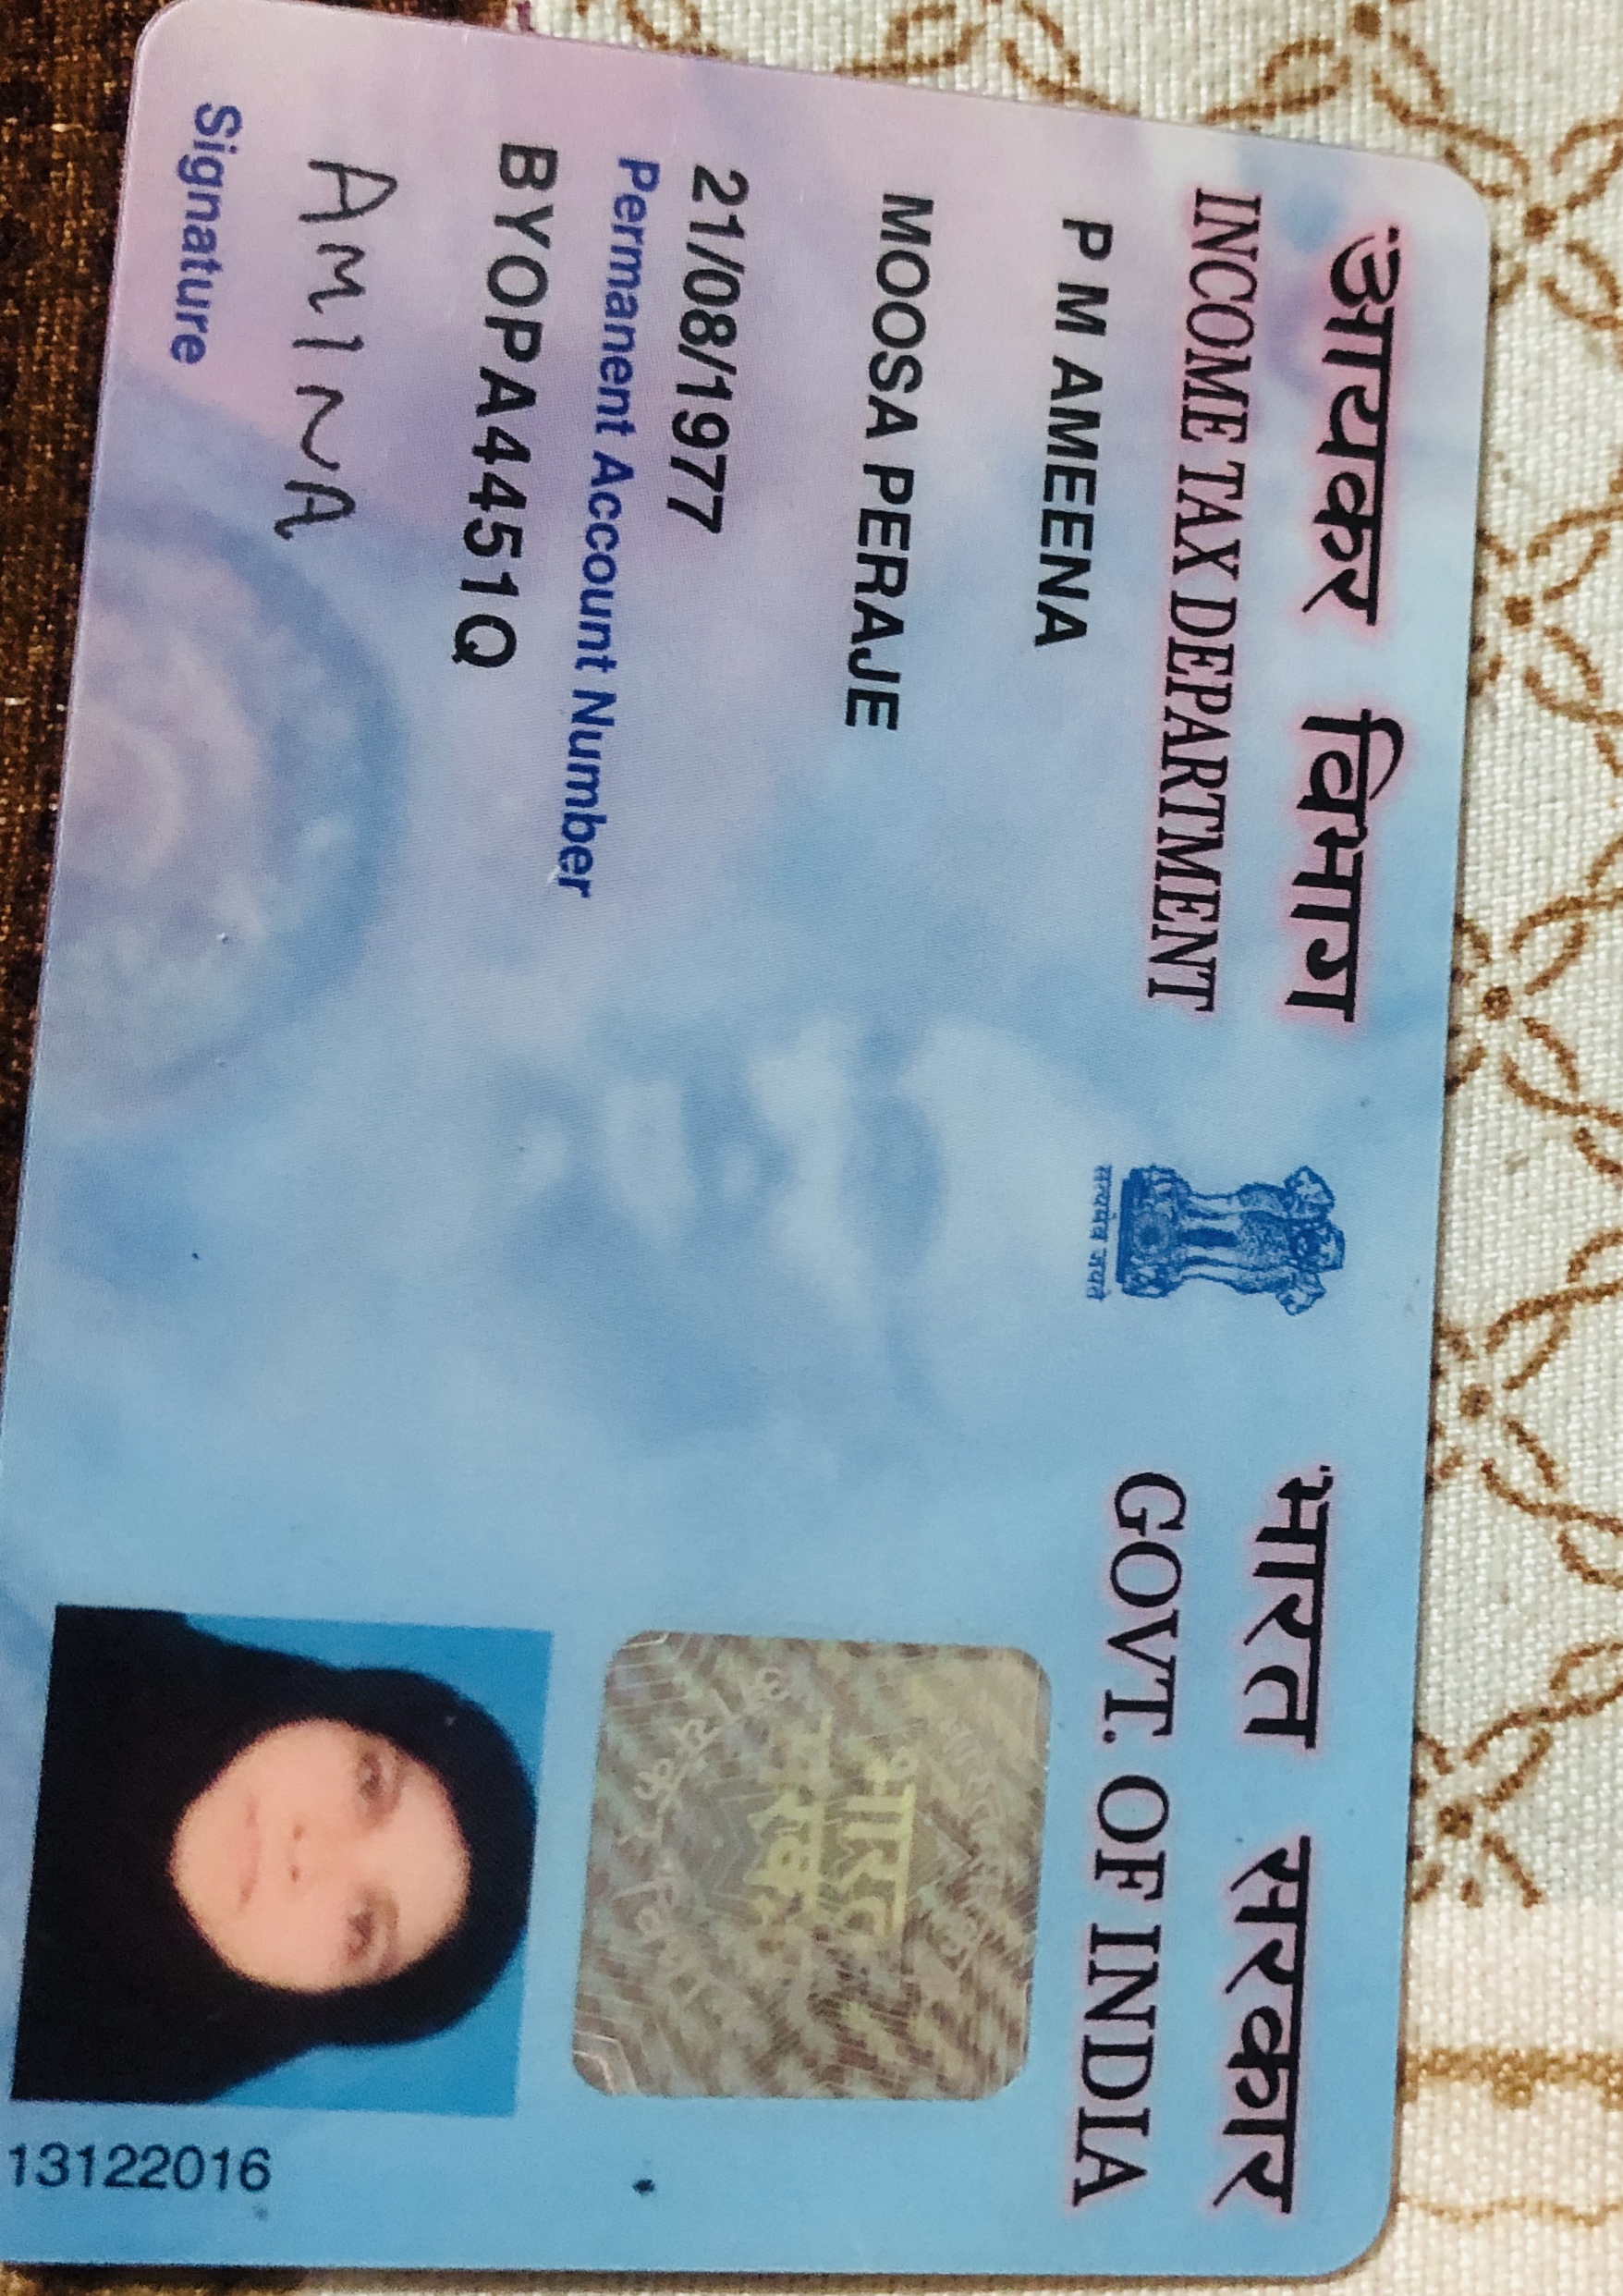 आयकर विभाग
INCOME TAX DEPARTMENT
सत्यमेव जयते
भारत सरकार
GOVT. OF INDIA
P M AMEENA
MOOSA PERAJE
21/08/1977
Permanent Account Number
BYOPA4451Q
AMINA
Signature
भारत
13122016